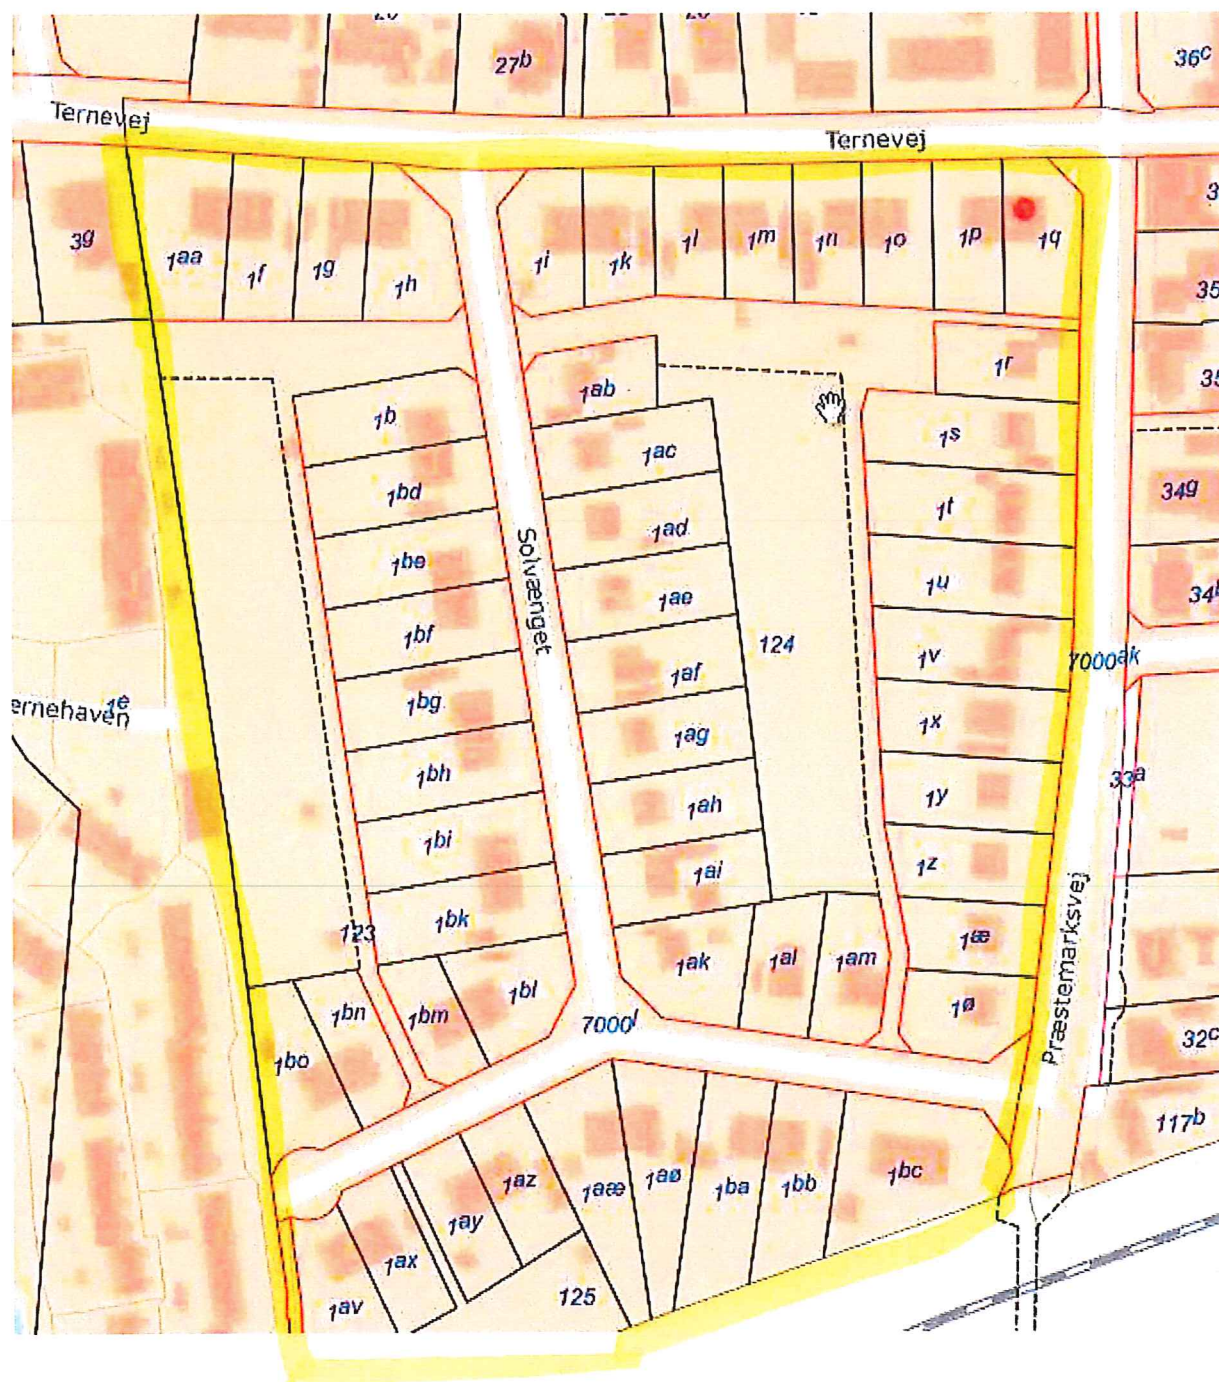 27b
36c
Ternevej
Ternevej
3g
1aa
1f
1g
1h
1i
1k
1l
1m
1n
1o
1p
1q
1r
1b
1ab
1s
1ac
1bd
34g
1t
1ad
1be
1u
1ae
Solvænget
1bf
124
1v
7000ak
1af
1bg
1e
1x
1ag
1bh
33a
1y
1ah
1bi
1z
1ai
1bk
123
1æ
1ak
1al
1am
1bl
1bn
1bm
1ø
Præstemarksvej
7000l
32c
1bo
117b
1az
1aæ
1aø
1ba
1bb
1bc
1ay
1ax
1av
125